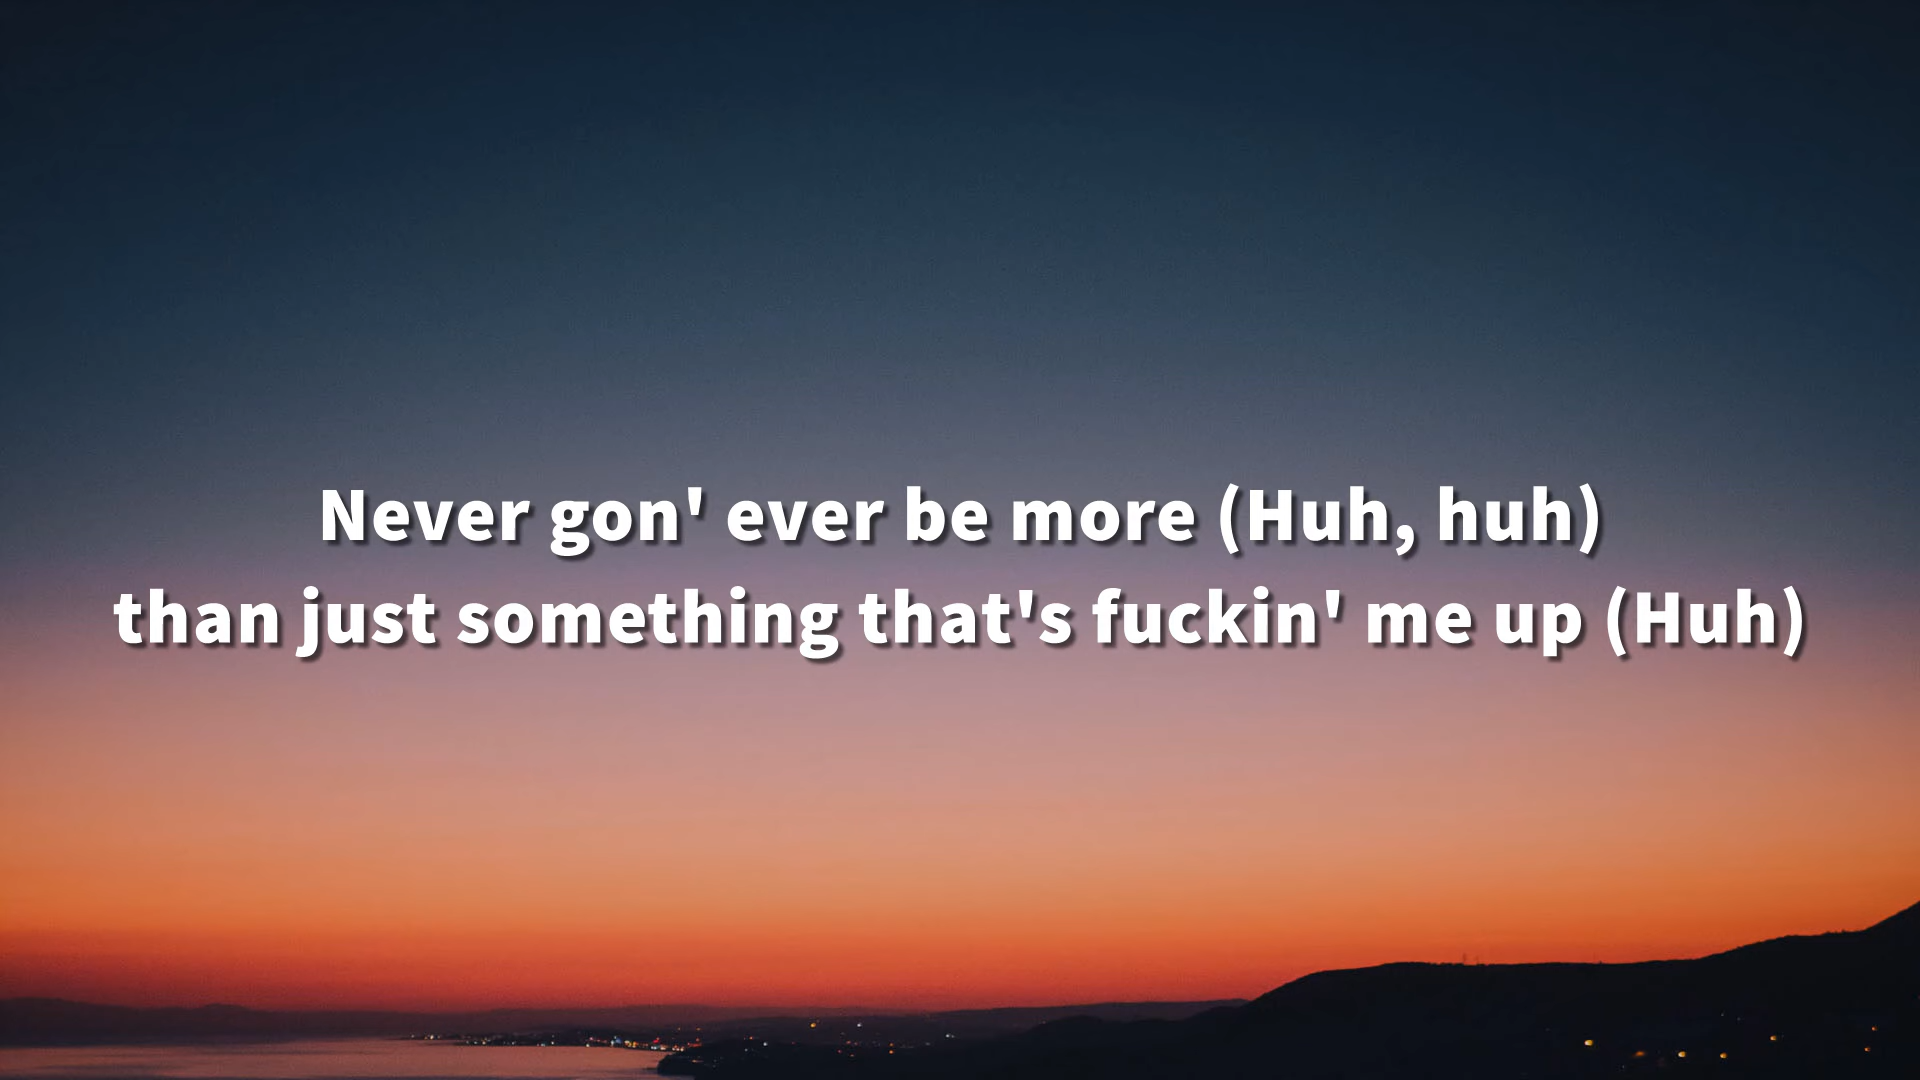 Never gon' ever be more (Huh, huh)
than just something that's fuckin' me up (Huh)